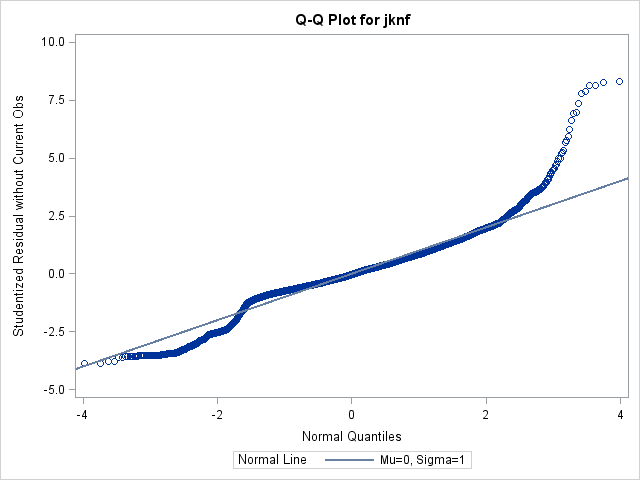 Q-Q Plot for jknf
Studentized Residual without Current Obs
10.0
7.5
5.0
2.5
0.0
-2.5
-5.0
-4 -2 0 2 4
Normal Quantiles
Normal Line Mu=0, Sigma=1